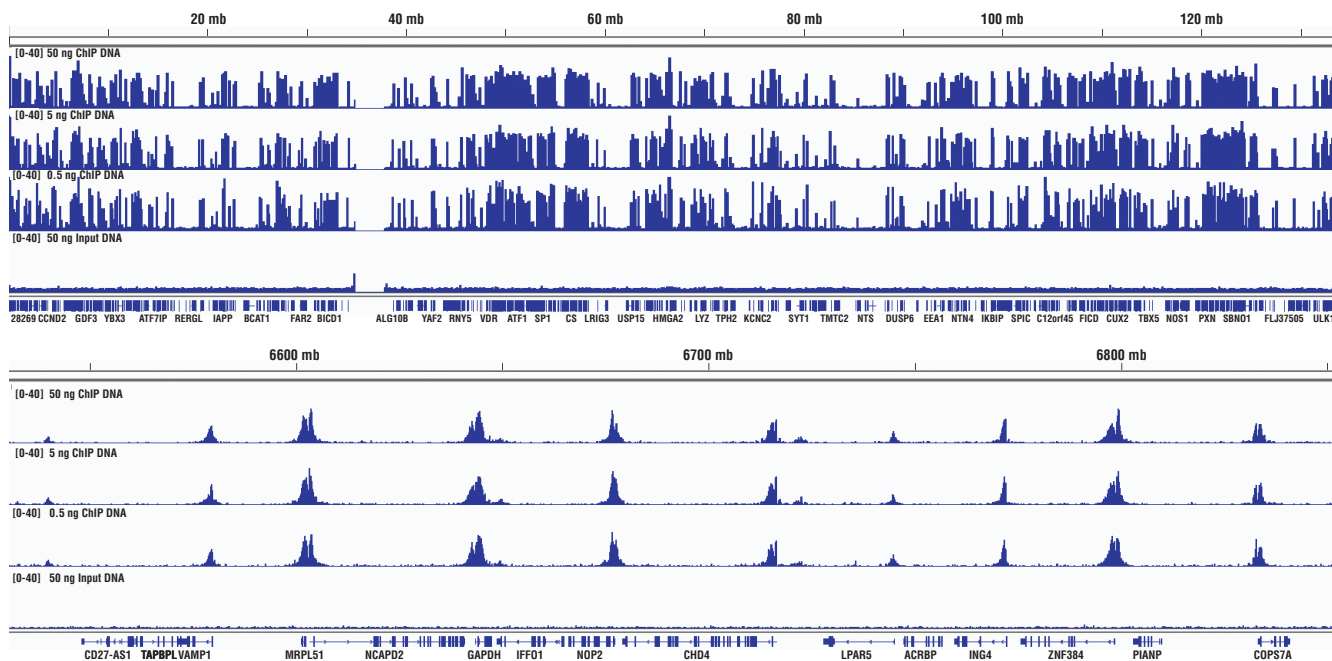 20 mb 40 mb 60 mb 80 mb 100 mb 120 mb
[0-40] 50 ng ChIP DNA
[0-40] 5 ng ChIP DNA
[0-40] 0.5 ng ChIP DNA
[0-40] 50 ng Input DNA
28269 CCND2 GDF3 YBX3 ATF7IP RERGL IAPP BCAT1 FAR2 BICD1 ALG10B YAF2 RNY5 VDR ATF1 SP1 CS LRIG3 USP15 HMGA2 LYZ TPH2 KCNC2 SYT1 TMTC2 NTS DUSP6 EEA1 NTN4 IKBIP SPIC C12orf45 FICD CUX2 TBX5 NOS1 PXN SBNO1 FLJ37505 ULK1
6600 mb 6700 mb 6800 mb
[0-40] 50 ng ChIP DNA
[0-40] 5 ng ChIP DNA
[0-40] 0.5 ng ChIP DNA
[0-40] 50 ng Input DNA
CD27-AS1 TAPBPL VAMP1 MRPL51 NCAPD2 GAPDH IFFO1 NOP2 CHD4 LPAR5 ACRBP ING4 ZNF384 PIANP COPS7A